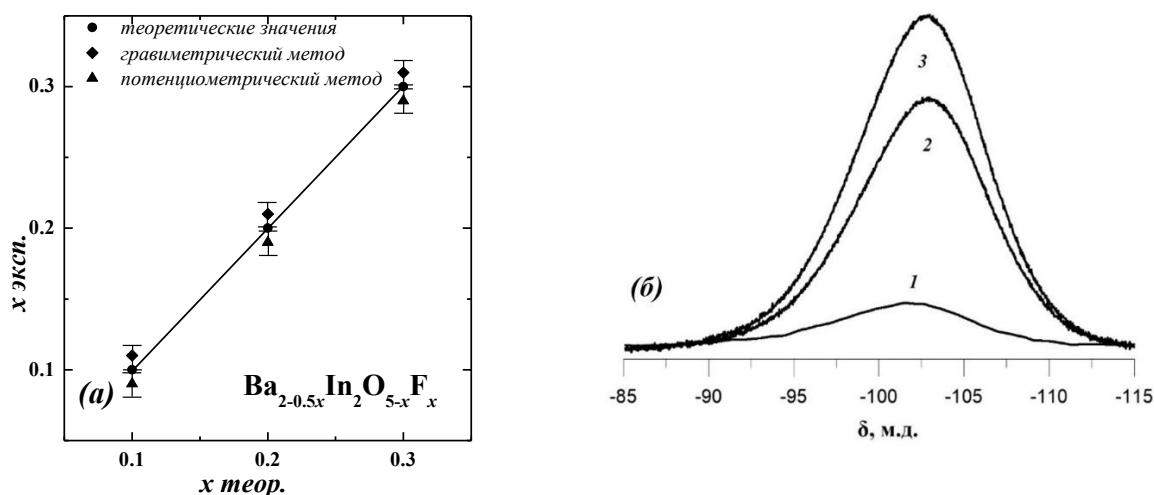 теоретические значения
гравиметрический метод
потенциометрический метод
0.3
0.2
0.1
x эксп.
(а)
Ba2-0.5xIn2O5-xFx
0.1 0.2 0.3
x теор.
3
2
1
(б)
-85 -90 -95 -100 -105 -110 -115
δ, м.д.